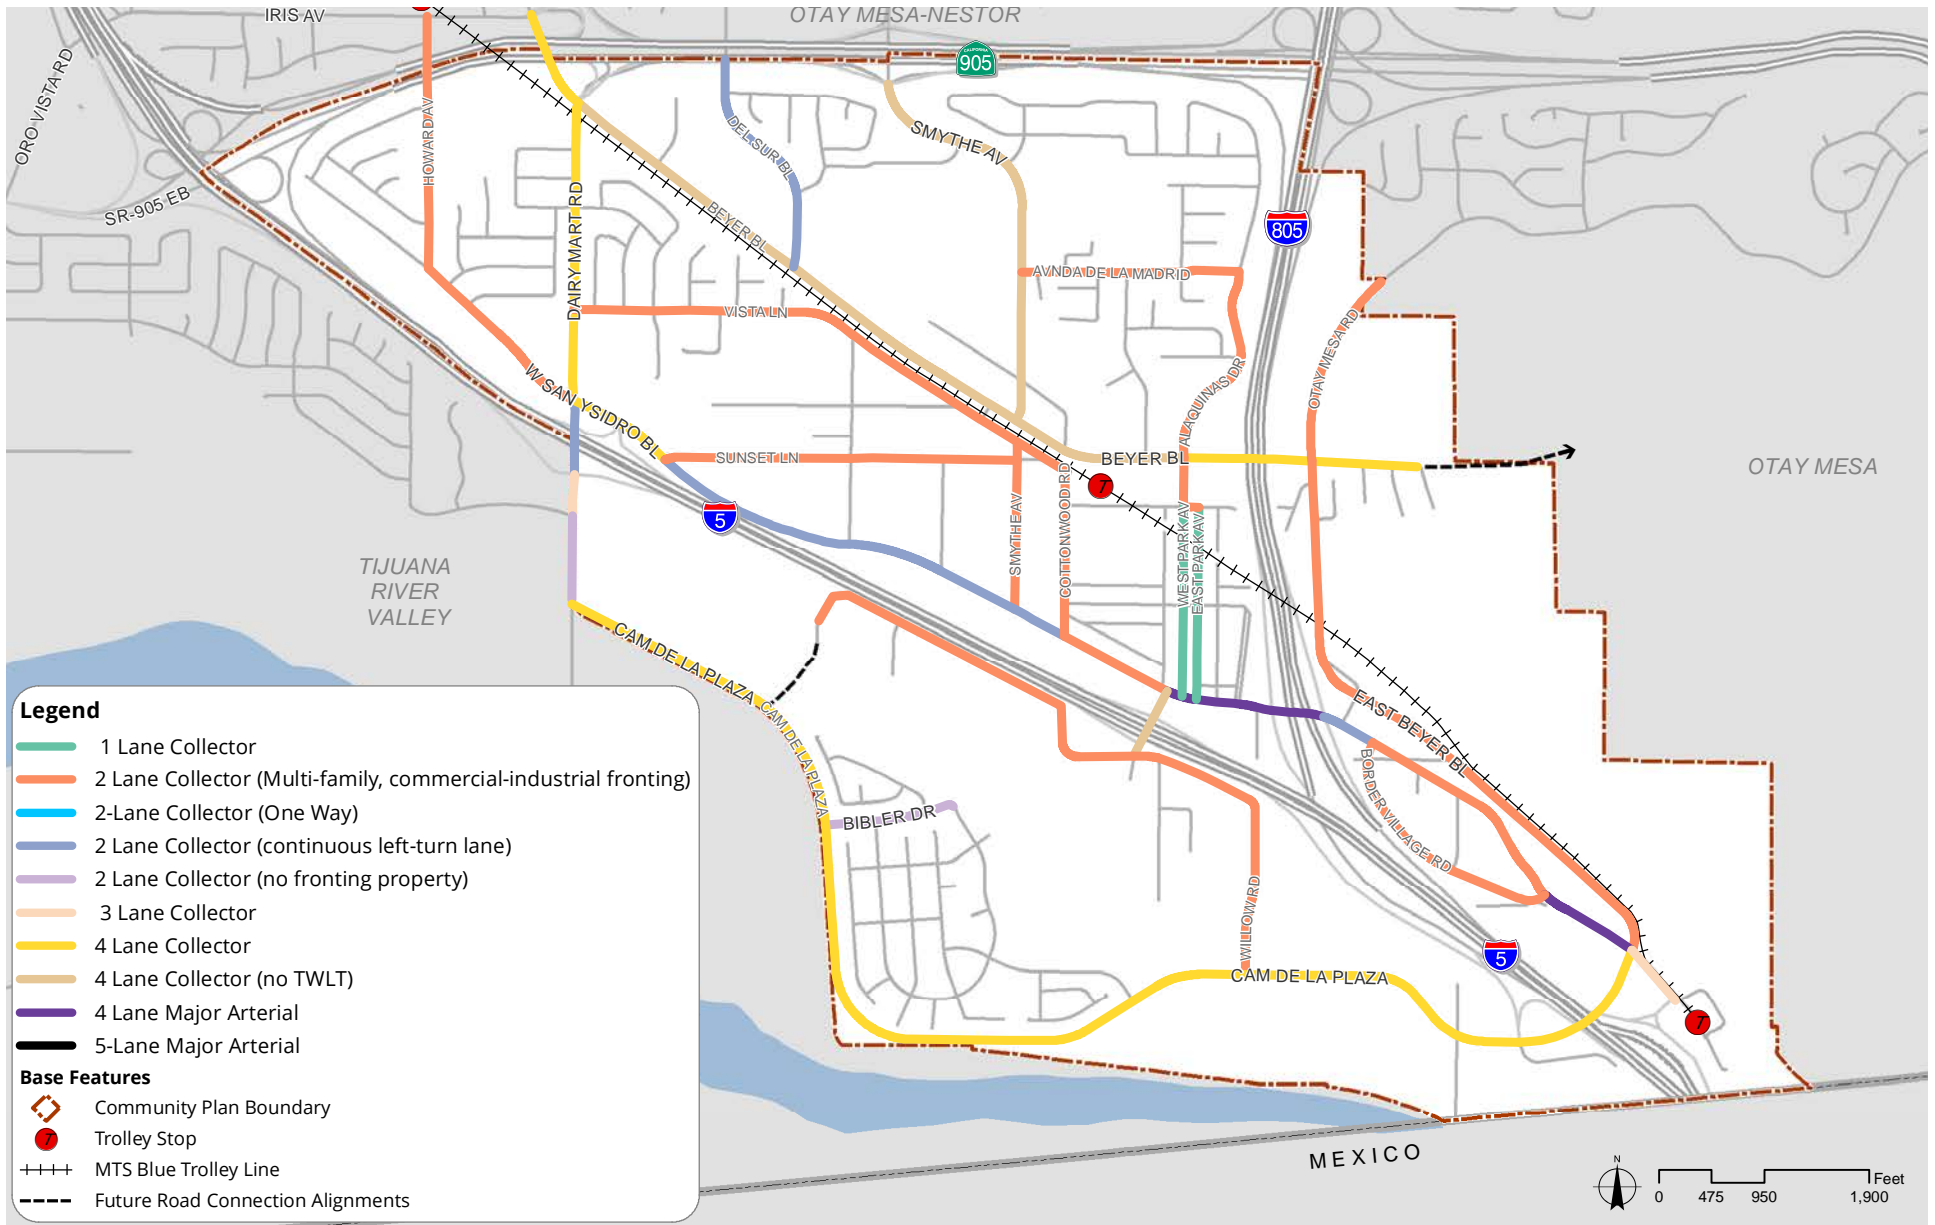 IRIS AV
OTAY MESA-NESTOR
CALIFORNIA
905
ORO VISTA RD
HOWARD AV
DEL SUR BL
SMYTHE AV
SR-905 EB
DAIRY MART RD
BEYER BL
805
AVNDA DE LA MADRID
VISTA LN
OTAY MESA RD
W SAN YSIDRO BL
ALAQUINAS DR
SUNSET LN
BEYER BL
OTAY MESA
T
5
SMYTHE AV
COTTONWOOD RD
WEST PARK AV
EAST PARK AV
TIJUANA
RIVER
VALLEY
CAM DE LA PLAZA
CAM DE LA PLAZA
EAST BEYER BL
BORDER VILLAGE RD
BIBLER DR
WILLOW RD
5
CAM DE LA PLAZA
T
MEXICO
N
Feet
0 475 950 1,900
Legend
1 Lane Collector
2 Lane Collector (Multi-family, commercial-industrial fronting)
2-Lane Collector (One Way)
2 Lane Collector (continuous left-turn lane)
2 Lane Collector (no fronting property)
3 Lane Collector
4 Lane Collector
4 Lane Collector (no TWLT)
4 Lane Major Arterial
5-Lane Major Arterial
Base Features
Community Plan Boundary
T Trolley Stop
MTS Blue Trolley Line
Future Road Connection Alignments